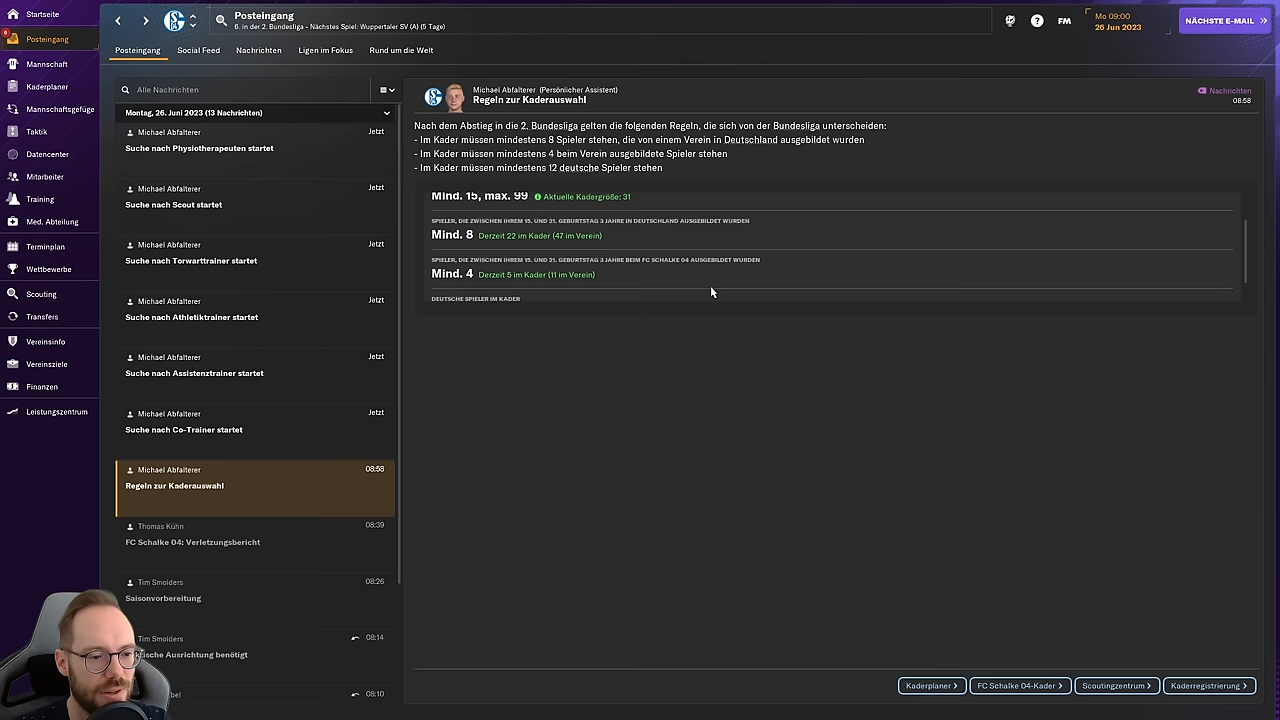 Startseite
Posteingang
Mannschaft
Kaderplaner
Mannschaftsgefüge
Taktik
Datencenter
Mitarbeiter
Training
Med. Abteilung
Terminplan
Wettbewerbe
Scouting
Transfers
Vereinsinfo
Vereinsziele
Finanzen
Leistungszentrum
6
Posteingang
6. in der 2. Bundesliga - Nächstes Spiel: Wuppertaler SV (A) (5 Tage)
FM
Mo 09:00
26 Jun 2023
NÄCHSTE E-MAIL
Posteingang
Social Feed
Nachrichten
Ligen im Fokus
Rund um die Welt
Alle Nachrichten
Montag, 26. Juni 2023 (13 Nachrichten)
Michael Abfalterer Jetzt
Suche nach Physiotherapeuten startet
Michael Abfalterer Jetzt
Suche nach Scout startet
Michael Abfalterer Jetzt
Suche nach Torwarttrainer startet
Michael Abfalterer Jetzt
Suche nach Athletiktrainer startet
Michael Abfalterer Jetzt
Suche nach Assistenztrainer startet
Michael Abfalterer Jetzt
Suche nach Co-Trainer startet
Michael Abfalterer 08:58
Regeln zur Kaderauswahl
Thomas Kühn 08:39
FC Schalke 04: Verletzungsbericht
Tim Smolders 08:26
Saisonvorbereitung
Tim Smolders 08:14
Ausrichtung benötigt
08:10
Michael Abfalterer (Persönlicher Assistent)
Regeln zur Kaderauswahl
Nachrichten
08:58
Nach dem Abstieg in die 2. Bundesliga gelten die folgenden Regeln, die sich von der Bundesliga unterscheiden:
- Im Kader müssen mindestens 8 Spieler stehen, die von einem Verein in Deutschland ausgebildet wurden
- Im Kader müssen mindestens 4 beim Verein ausgebildete Spieler stehen
- Im Kader müssen mindestens 12 deutsche Spieler stehen
Mind. 15, max. 99 Aktuelle Kadergröße: 31
SPIELER, DIE ZWISCHEN IHREM 15. UND 21. GEBURTSTAG 3 JAHRE IN DEUTSCHLAND AUSGEBILDET WURDEN
Mind. 8 Derzeit 22 im Kader (47 im Verein)
SPIELER, DIE ZWISCHEN IHREM 15. UND 21. GEBURTSTAG 3 JAHRE BEIM FC SCHALKE 04 AUSGEBILDET WURDEN
Mind. 4 Derzeit 5 im Kader (11 im Verein)
DEUTSCHE SPIELER IM KADER
Kaderplaner
FC Schalke 04-Kader
Scoutingzentrum
Kaderregistrierung